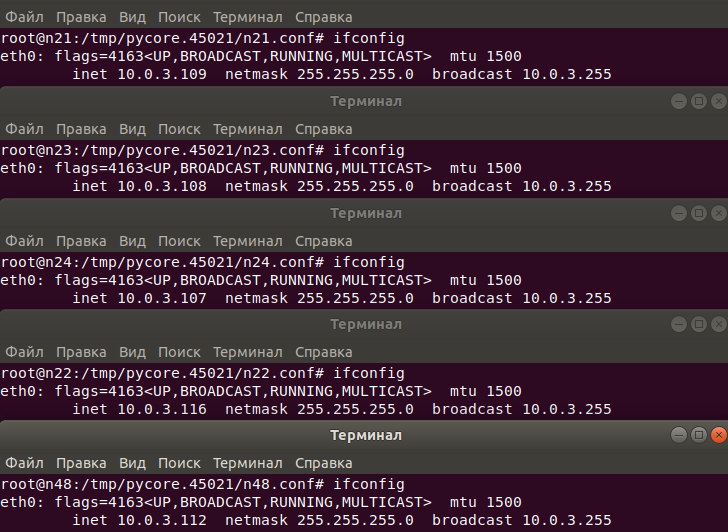 Файл Правка Вид Поиск Терминал Справка
root@n21:/tmp/pycore.45021/n21.conf# ifconfig
eth0: flags=4163<UP,BROADCAST,RUNNING,MULTICAST>  mtu 1500
        inet 10.0.3.109  netmask 255.255.255.0  broadcast 10.0.3.255
Терминал
Файл Правка Вид Поиск Терминал Справка
root@n23:/tmp/pycore.45021/n23.conf# ifconfig
eth0: flags=4163<UP,BROADCAST,RUNNING,MULTICAST>  mtu 1500
        inet 10.0.3.108  netmask 255.255.255.0  broadcast 10.0.3.255
Терминал
Файл Правка Вид Поиск Терминал Справка
root@n24:/tmp/pycore.45021/n24.conf# ifconfig
eth0: flags=4163<UP,BROADCAST,RUNNING,MULTICAST>  mtu 1500
        inet 10.0.3.107  netmask 255.255.255.0  broadcast 10.0.3.255
Терминал
Файл Правка Вид Поиск Терминал Справка
root@n22:/tmp/pycore.45021/n22.conf# ifconfig
eth0: flags=4163<UP,BROADCAST,RUNNING,MULTICAST>  mtu 1500
        inet 10.0.3.116  netmask 255.255.255.0  broadcast 10.0.3.255
Терминал
Файл Правка Вид Поиск Терминал Справка
root@n48:/tmp/pycore.45021/n48.conf# ifconfig
eth0: flags=4163<UP,BROADCAST,RUNNING,MULTICAST>  mtu 1500
        inet 10.0.3.112  netmask 255.255.255.0  broadcast 10.0.3.255